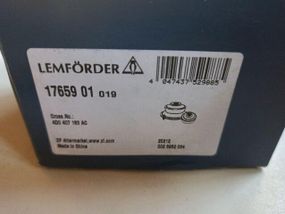 LEMFÖRDER
4 047437 529885
17659 01 019
Cross No.:
4D0 407 183 AC
ZF Aftermarket,www.zf.com
Made in China